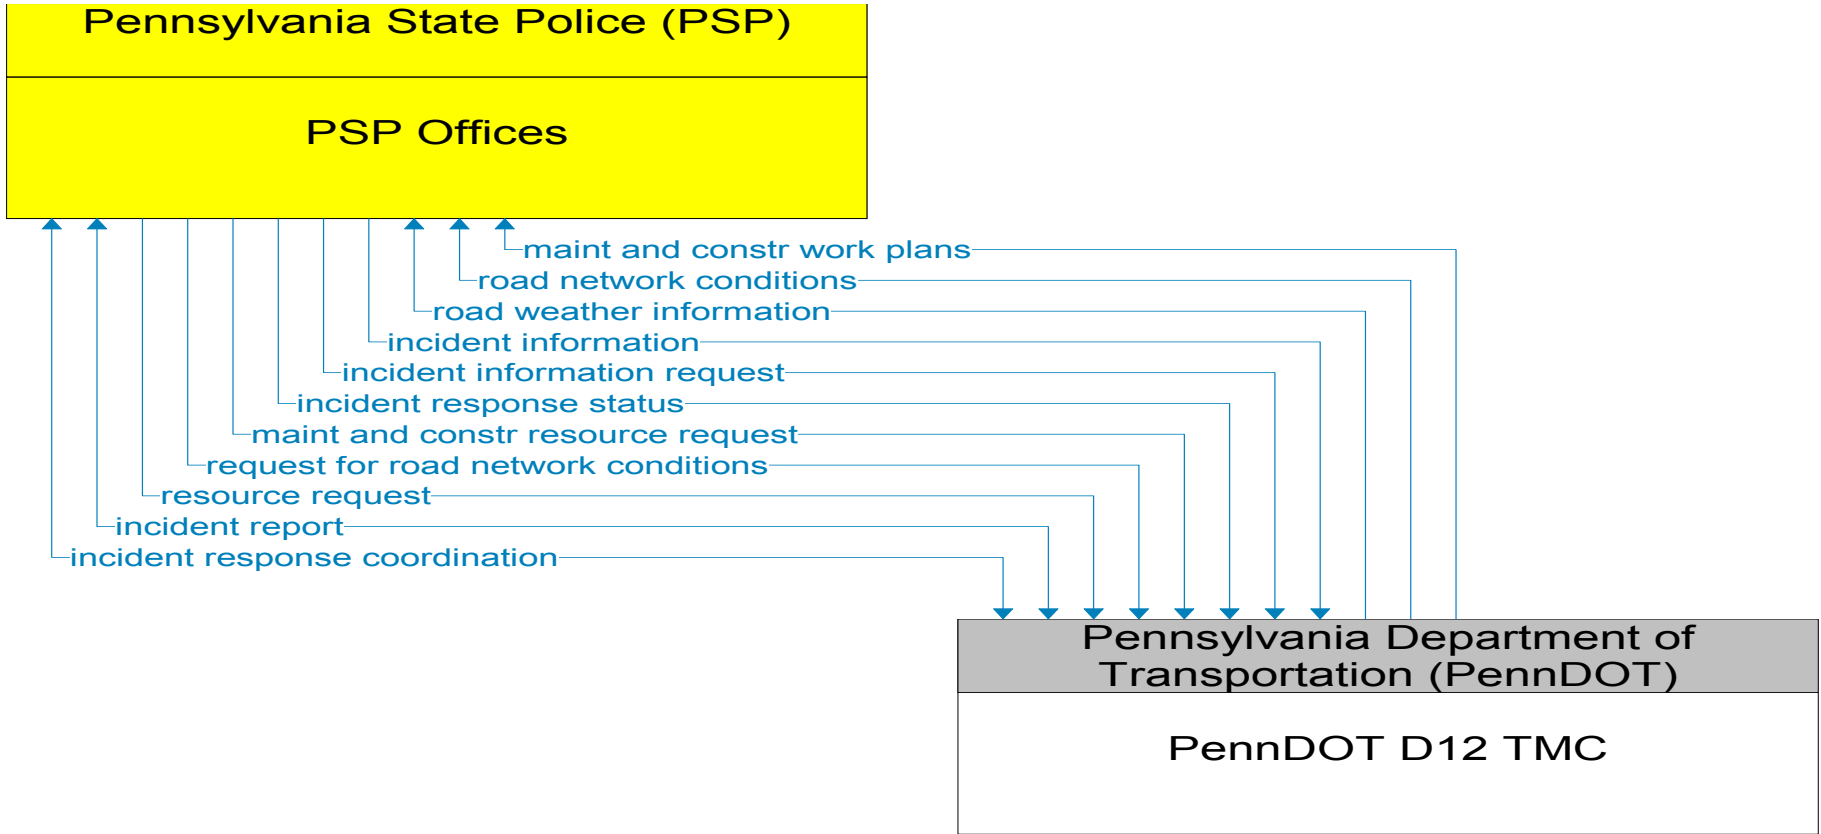 Pennsylvania State Police (PSP)
PSP Offices
maint and constr work plans
road network conditions
road weather information
incident information
incident information request
incident response status
maint and constr resource request
request for road network conditions
resource request
incident report
incident response coordination
Pennsylvania Department of
Transportation (PennDOT)
PennDOT D12 TMC